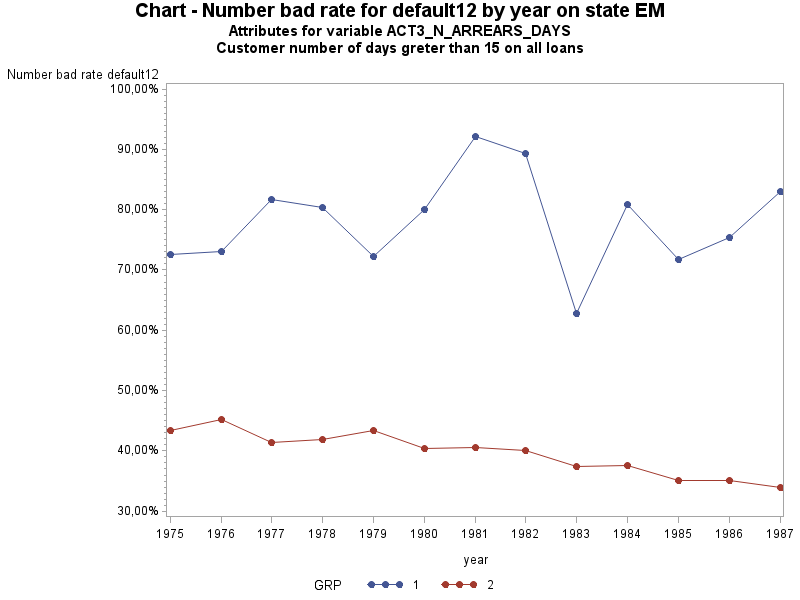 Chart - Number bad rate for default12 by year on state EM
Attributes for variable ACT3_N_ARREARS_DAYS
Customer number of days greter than 15 on all loans
Number bad rate default12
100,00%
90,00%
80,00%
70,00%
60,00%
50,00%
40,00%
30,00%
1975 1976 1977 1978 1979 1980 1981 1982 1983 1984 1985 1986 1987
year
GRP 1 2